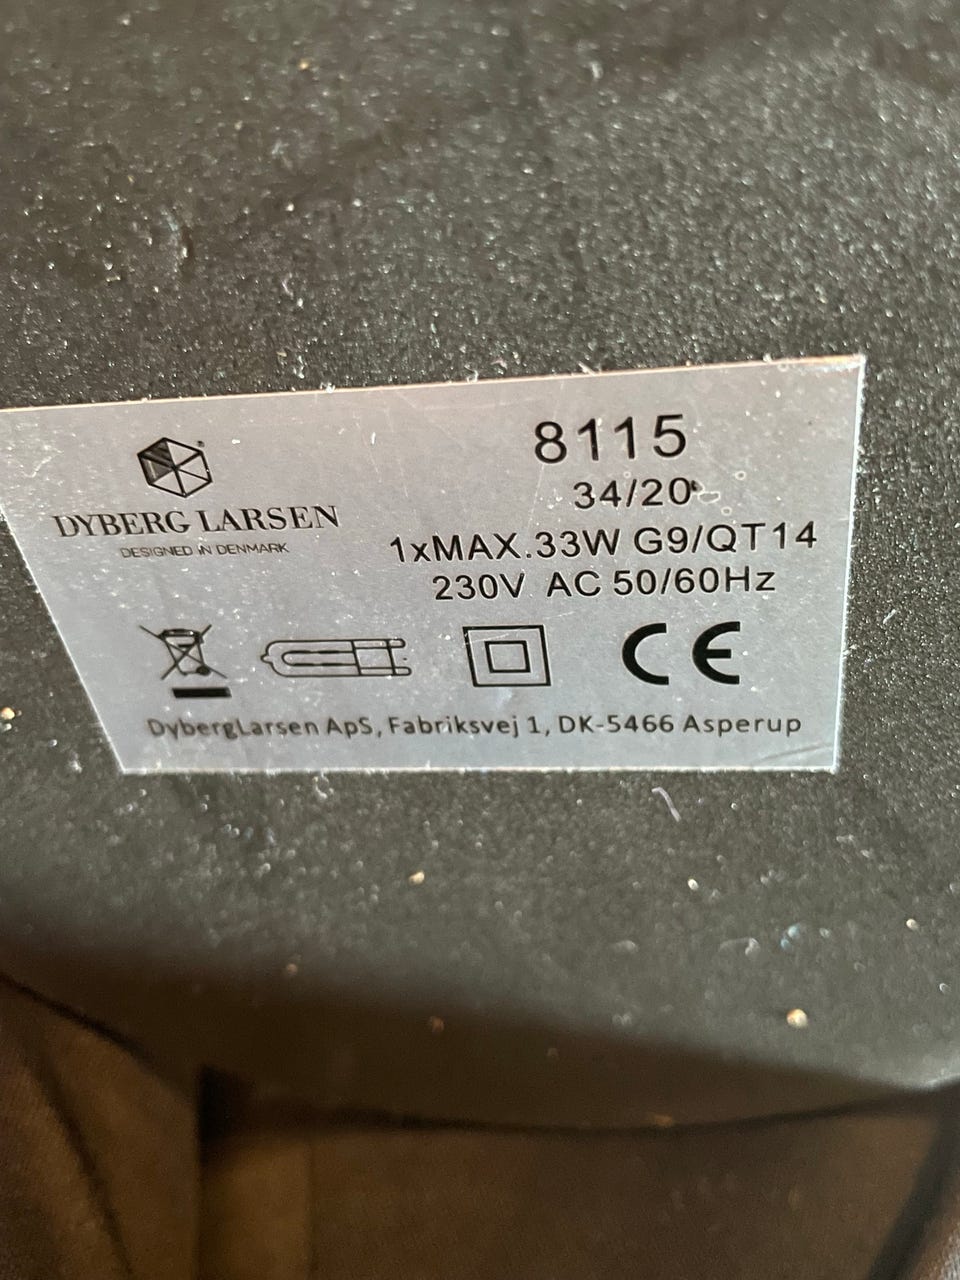 DYBERG LARSEN
DESIGNED IN DENMARK
8115
34/20
1xMAX.33W G9/QT14
230V AC 50/60Hz
CE
DybergLarsen ApS, Fabriksvej 1, DK-5466 Asperup